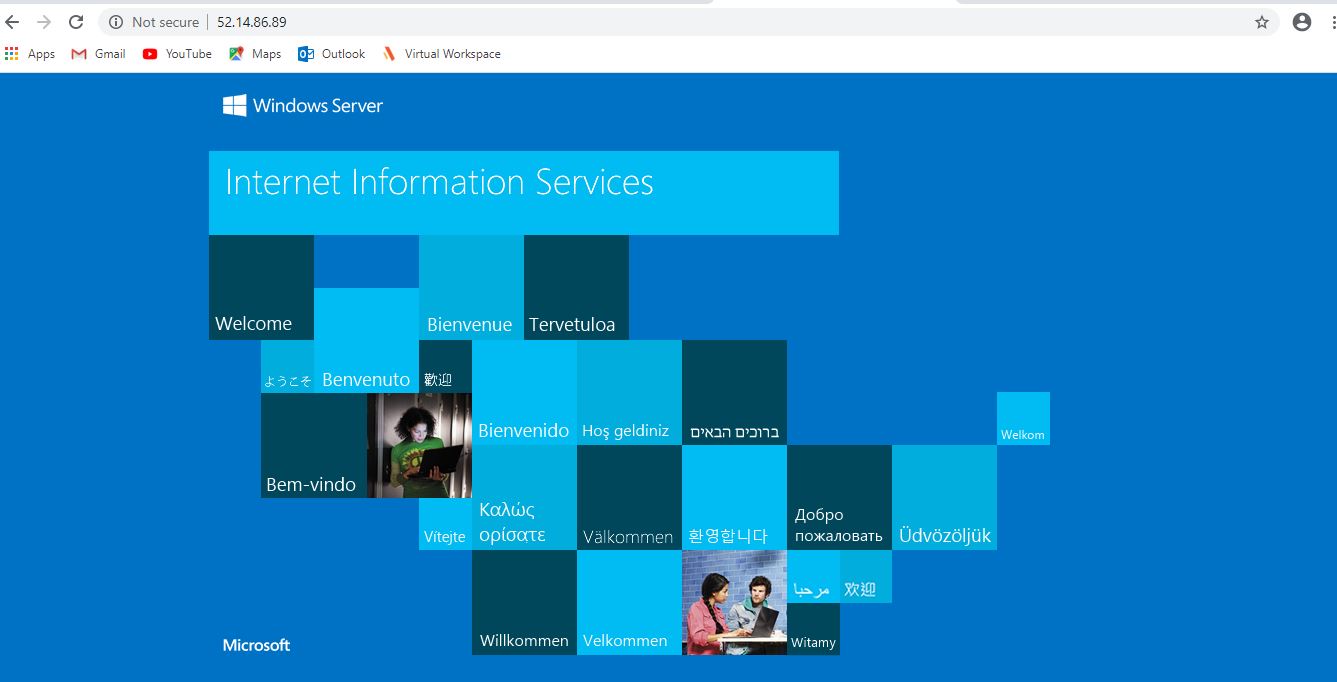 Not secure | 52.14.86.89
Apps Gmail YouTube Maps Outlook Virtual Workspace
Windows Server
Internet Information Services
Welcome
Bienvenue
Tervetuloa
ようこそ
Benvenuto
歡迎
Bienvenido
Hoş geldiniz
ברוכים הבאים
Welkom
Bem-vindo
Vítejte
Καλώς
ορίσατε
Välkommen
환영합니다
Добро
пожаловать
Üdvözöljük
Willkommen
Velkommen
مرحبا
欢迎
Witamy
Microsoft